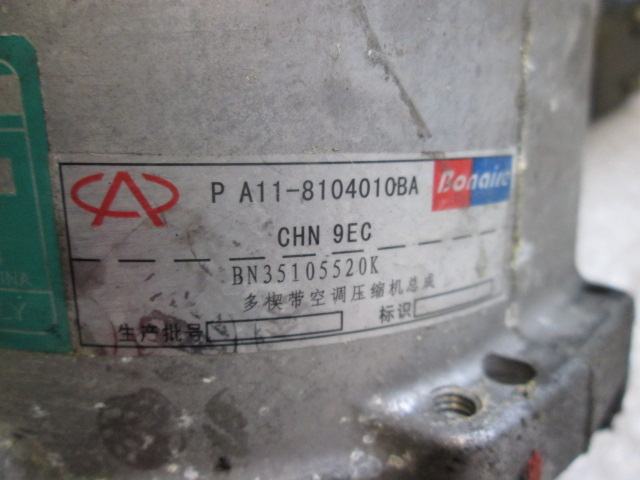 P A11-8104010BA
Bonaire
CHN 9EC
BN35105520K
多楔带空调压缩机总成
生产批号
标识
INA
Y